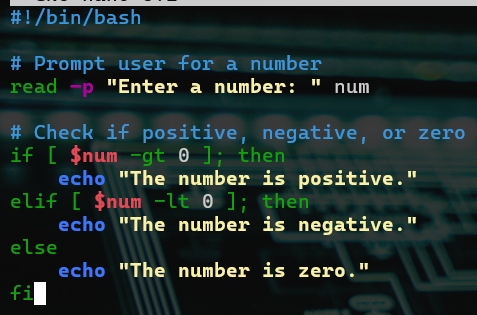 #!/bin/bash

# Prompt user for a number
read -p "Enter a number: " num

# Check if positive, negative, or zero
if [ $num -gt 0 ]; then
    echo "The number is positive."
elif [ $num -lt 0 ]; then
    echo "The number is negative."
else
    echo "The number is zero."
fi